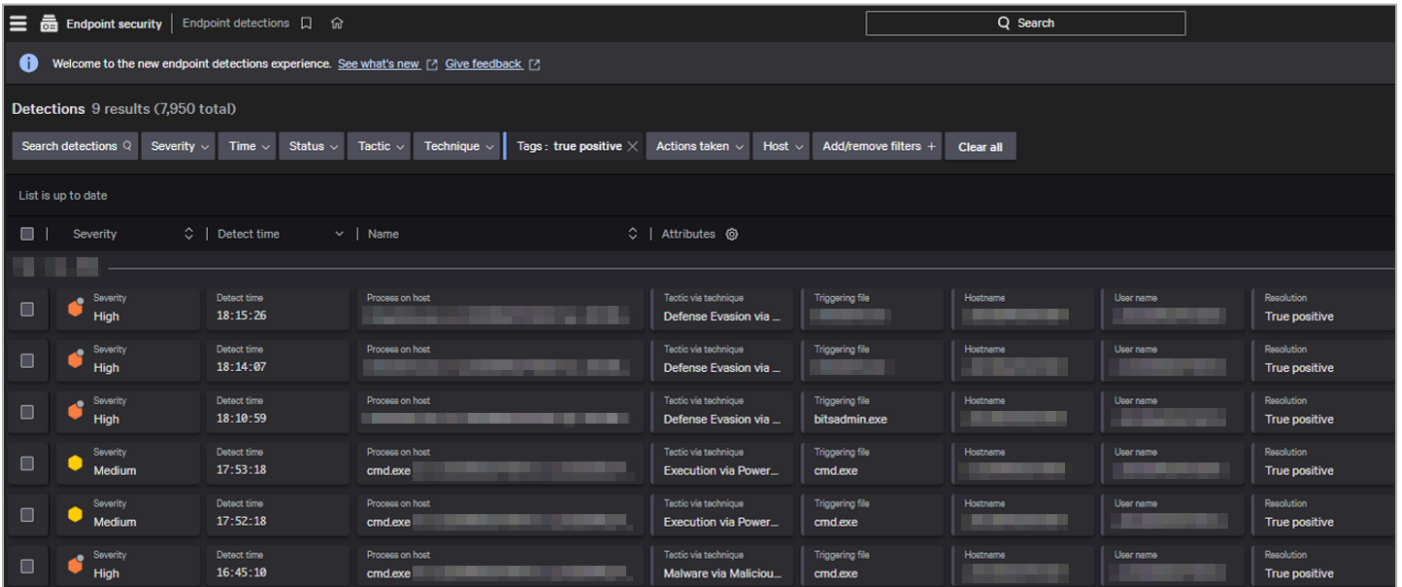 Endpoint security | Endpoint detections Search
Welcome to the new endpoint detections experience. See what's new Give feedback
Detections 9 results (7,950 total)
Search detections Severity Time Status Tactic Technique Tags : true positive Actions taken Host Add/remove filters + Clear all
List is up to date
Severity Detect time Name Attributes
Severity Detect time Process on host Tactic via technique Triggering file Hostname User name Resolution
High 18:15:26 Defense Evasion via ... True positive
Severity Detect time Process on host Tactic via technique Triggering file Hostname User name Resolution
High 18:14:07 Defense Evasion via ... True positive
Severity Detect time Process on host Tactic via technique Triggering file Hostname User name Resolution
High 18:10:59 Defense Evasion via ... bitsadmin.exe True positive
Severity Detect time Process on host Tactic via technique Triggering file Hostname User name Resolution
Medium 17:53:18 cmd.exe Execution via Power... cmd.exe True positive
Severity Detect time Process on host Tactic via technique Triggering file Hostname User name Resolution
Medium 17:52:18 cmd.exe Execution via Power... cmd.exe True positive
Severity Detect time Process on host Tactic via technique Triggering file Hostname User name Resolution
High 16:45:10 cmd.exe Malware via Maliciou... cmd.exe True positive